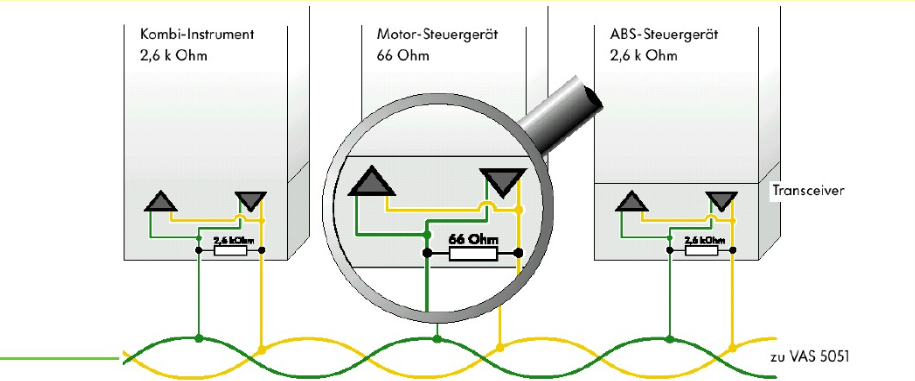 Kombi-Instrument
2,6 k Ohm
Motor-Steuergerät
66 Ohm
ABS-Steuergerät
2,6 k Ohm
Transceiver
2,6 kOhm
66 Ohm
2,6 kOhm
zu VAS 5051